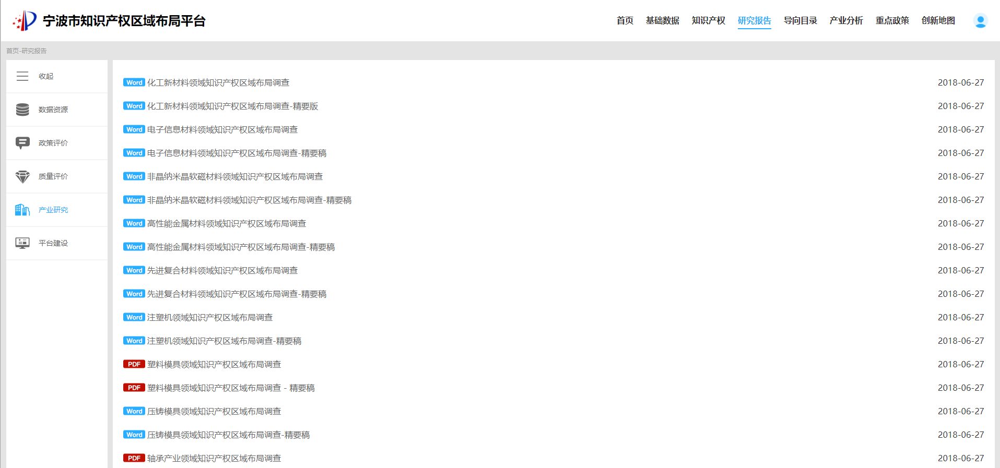 宁波市知识产权区域布局平台
首页 基础数据 知识产权 研究报告 导向目录 产业分析 重点政策 创新地图
首页-研究报告
收起
数据资源
政策评价
质量评价
产业研究
平台建设
Word 化工新材料领域知识产权区域布局调查 2018-06-27
Word 化工新材料领域知识产权区域布局调查-精要版 2018-06-27
Word 电子信息材料领域知识产权区域布局调查 2018-06-27
Word 电子信息材料领域知识产权区域布局调查-精要稿 2018-06-27
Word 非晶纳米晶软磁材料领域知识产权区域布局调查 2018-06-27
Word 非晶纳米晶软磁材料领域知识产权区域布局调查-精要稿 2018-06-27
Word 高性能金属材料领域知识产权区域布局调查 2018-06-27
Word 高性能金属材料领域知识产权区域布局调查-精要稿 2018-06-27
Word 先进复合材料领域知识产权区域布局调查 2018-06-27
Word 先进复合材料领域知识产权区域布局调查-精要稿 2018-06-27
Word 注塑机领域知识产权区域布局调查 2018-06-27
Word 注塑机领域知识产权区域布局调查-精要稿 2018-06-27
PDF 塑料模具领域知识产权区域布局调查 2018-06-27
PDF 塑料模具领域知识产权区域布局调查 - 精要稿 2018-06-27
Word 压铸模具领域知识产权区域布局调查 2018-06-27
Word 压铸模具领域知识产权区域布局调查-精要稿 2018-06-27
PDF 轴承产业领域知识产权区域布局调查 2018-06-27